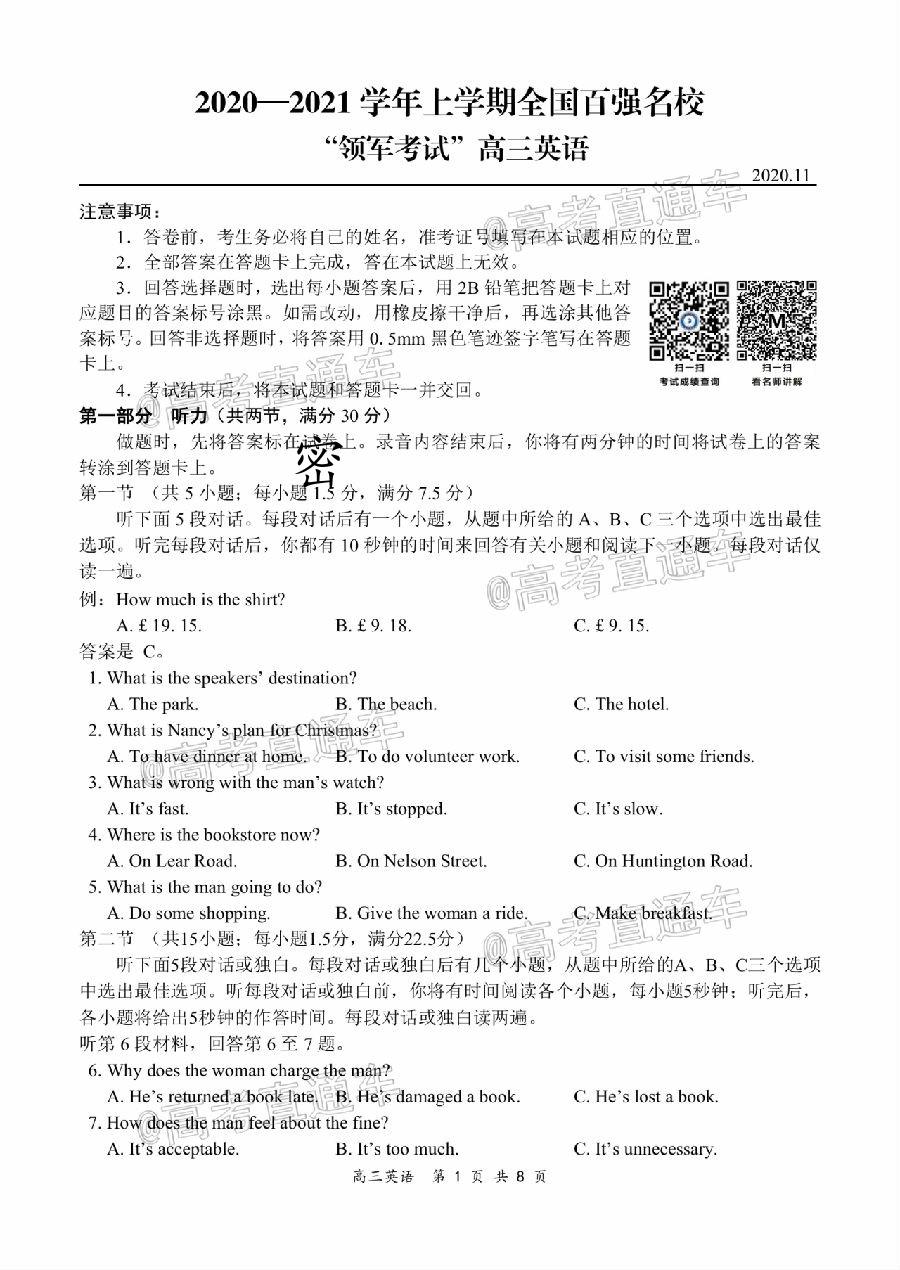 2020—2021 学年上学期全国百强名校
“领军考试”高三英语
2020.11
注意事项：
1．答卷前，考生务必将自己的姓名，准考证号填写在本试题相应的位置。
2．全部答案在答题卡上完成，答在本试题上无效。
3．回答选择题时，选出每小题答案后，用 2B 铅笔把答题卡上对
应题目的答案标号涂黑。如需改动，用橡皮擦干净后，再选涂其他答
案标号。回答非选择题时，将答案用 0.5mm 黑色笔迹签字笔写在答题
卡上。
扫一扫
考试成绩查询
扫一扫
看名师讲解
4．考试结束后，将本试题和答题卡一并交回。
第一部分 听力（共两节，满分 30 分）
做题时，先将答案标在试卷上。录音内容结束后，你将有两分钟的时间将试卷上的答案
转涂到答题卡上。
密
第一节 （共 5 小题；每小题 1.5 分，满分 7.5 分）
听下面 5 段对话。每段对话后有一个小题，从题中所给的 A、B、C 三个选项中选出最佳
选项。听完每段对话后，你都有 10 秒钟的时间来回答有关小题和阅读下一小题。每段对话仅
读一遍。
例：How much is the shirt?
A. £ 19. 15. B. £ 9. 18. C. £ 9. 15.
答案是 C。
1. What is the speakers’ destination?
A. The park. B. The beach. C. The hotel.
2. What is Nancy’s plan for Christmas?
A. To have dinner at home. B. To do volunteer work. C. To visit some friends.
3. What is wrong with the man’s watch?
A. It’s fast. B. It’s stopped. C. It’s slow.
4. Where is the bookstore now?
A. On Lear Road. B. On Nelson Street. C. On Huntington Road.
5. What is the man going to do?
A. Do some shopping. B. Give the woman a ride. C. Make breakfast.
第二节 （共15小题；每小题1.5分，满分22.5分）
听下面5段对话或独白。每段对话或独白后有几个小题，从题中所给的A、B、C三个选项
中选出最佳选项。听每段对话或独白前，你将有时间阅读各个小题，每小题5秒钟；听完后，
各小题将给出5秒钟的作答时间。每段对话或独白读两遍。
听第 6 段材料，回答第 6 至 7 题。
6. Why does the woman charge the man?
A. He’s returned a book late. B. He’s damaged a book. C. He’s lost a book.
7. How does the man feel about the fine?
A. It’s acceptable. B. It’s too much. C. It’s unnecessary.
高三英语 第 1 页 共 8 页
@高考直通车
@高考直通车
@高考直通车
@高考直通车
@高考直通车
@高考直通车